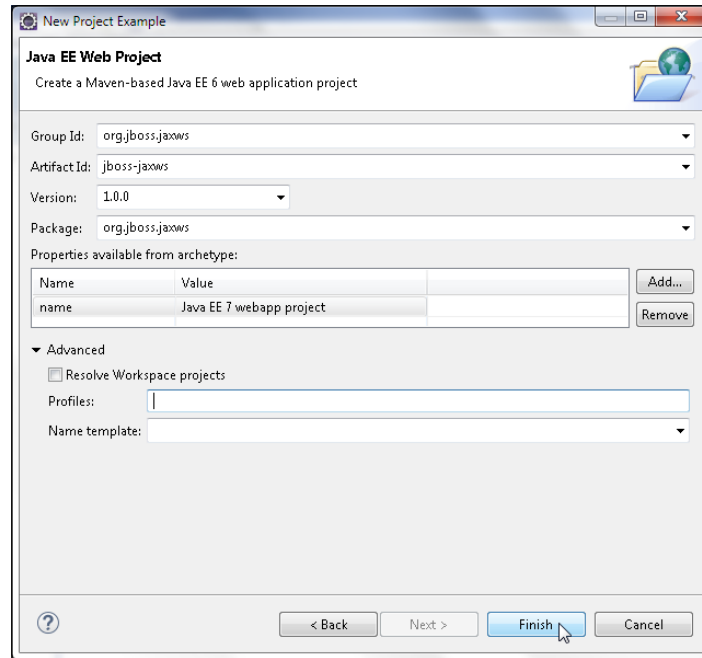 New Project Example
Java EE Web Project
Create a Maven-based Java EE 6 web application project
Group Id: org.jboss.jaxws
Artifact Id: jboss-jaxws
Version: 1.0.0
Package: org.jboss.jaxws
Properties available from archetype:
Name Value
Add...
name Java EE 7 webapp project
Remove
Advanced
Resolve Workspace projects
Profiles:
Name template:
? < Back Next > Finish Cancel